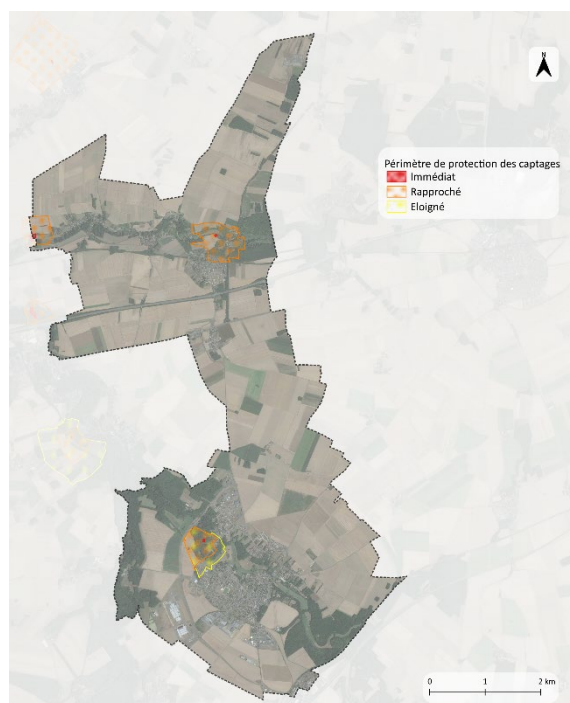 N
Périmètre de protection des captages
Immédiat
Rapproché
Eloigné
0 1 2 km